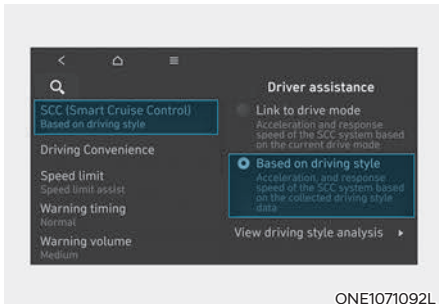 SCC (Smart Cruise Control)
Based on driving style
Driving Convenience
Speed limit
Speed limit assist
Warning timing
Normal
Warning volume
Medium
Driver assistance
Link to drive mode
Acceleration and response
speed of the SCC system based
on the current drive mode
Based on driving style
Acceleration, and response
speed of the SCC system based
on the collected driving style
data
View driving style analysis
ONE1071092L